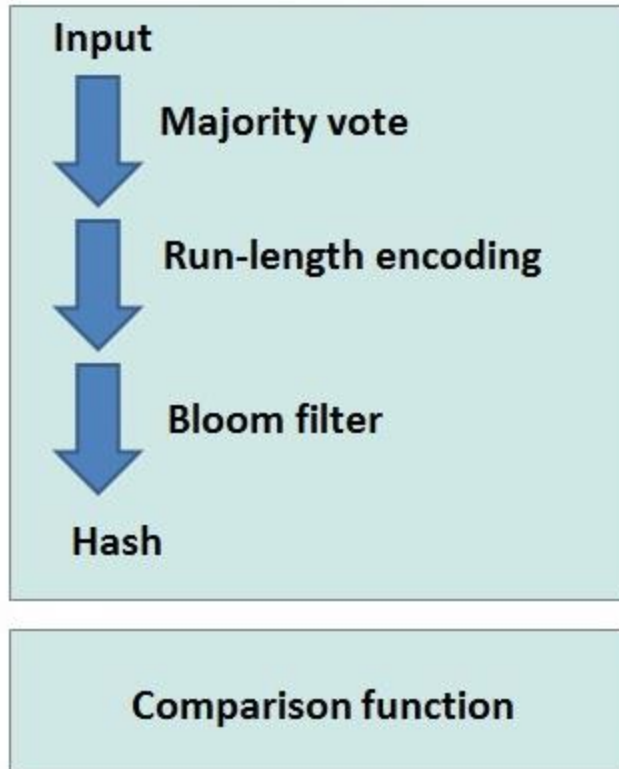 Input
Majority vote
Run-length encoding
Bloom filter
Hash
Comparison function